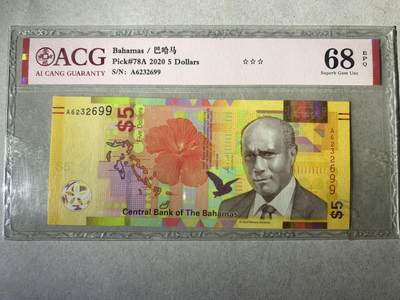 ACG
AI CANG GUARANTY
Bahamas / 巴哈马
Pick#78A 2020 5 Dollars
S/N: A6232699
☆☆☆
68
EPQ
Superb Gem Unc
A6232699
$5
A6232699
$5
Central Bank of The Bahamas